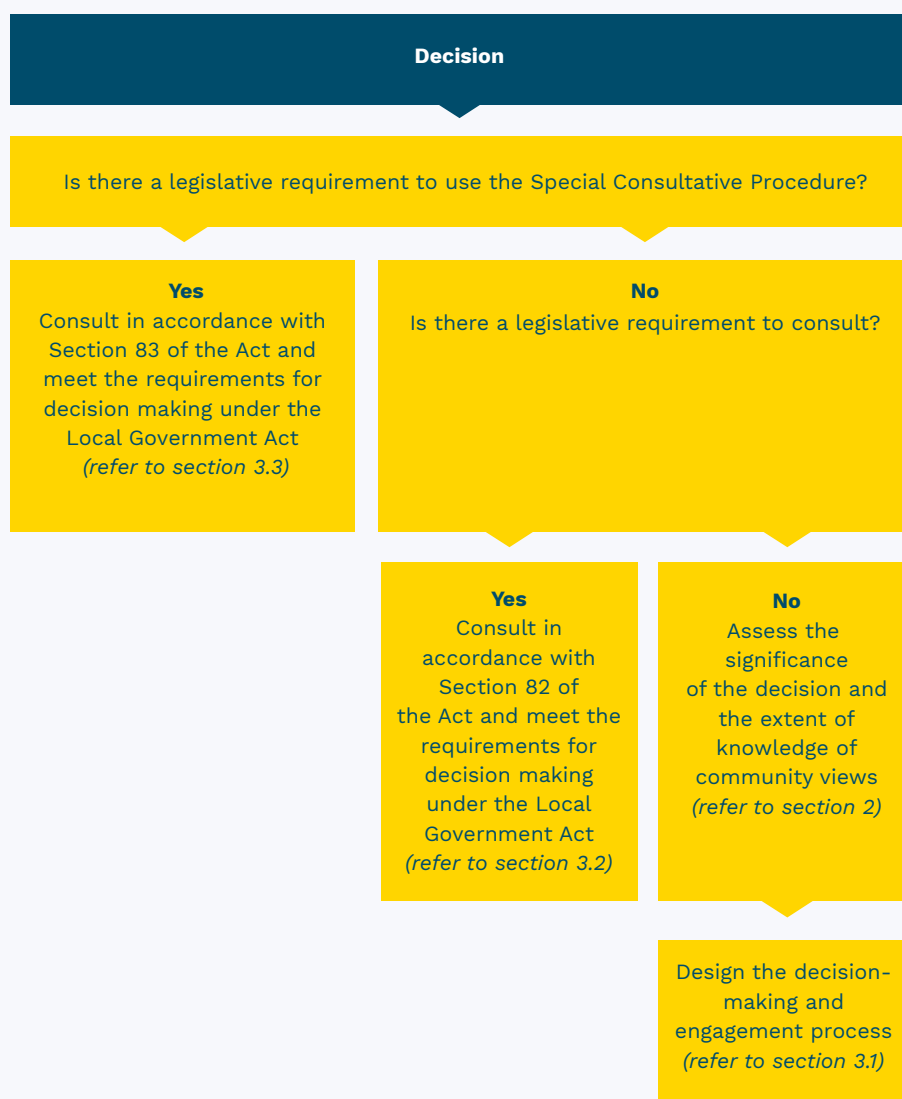 Decision
Is there a legislative requirement to use the Special Consultative Procedure?
Yes
Consult in accordance with
Section 83 of the Act and
meet the requirements for
decision making under the
Local Government Act
(refer to section 3.3)
No
Is there a legislative requirement to consult?
Yes
Consult in
accordance with
Section 82 of
the Act and meet the
requirements for
decision making
under the Local
Government Act
(refer to section 3.2)
No
Assess the
significance
of the decision and
the extent of
knowledge of
community views
(refer to section 2)
Design the decision-
making and
engagement process
(refer to section 3.1)